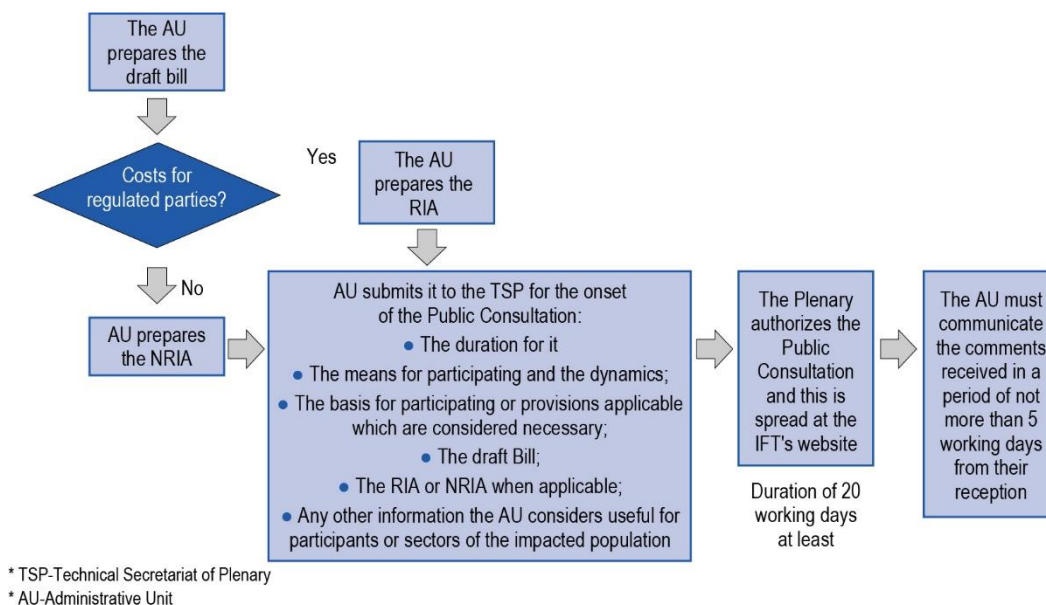 The AU
prepares the
draft bill
Costs for
regulated parties?
Yes
The AU
prepares the
RIA
No
AU prepares
the NRIA
AU submits it to the TSP for the onset
of the Public Consultation:
● The duration for it
● The means for participating and the dynamics;
● The basis for participating or provisions applicable
which are considered necessary;
● The draft Bill;
● The RIA or NRIA when applicable;
● Any other information the AU considers useful for
participants or sectors of the impacted population
The Plenary
authorizes the
Public
Consultation
and this is
spread at the
IFT's website
Duration of 20
working days
at least
The AU must
communicate
the comments
received in a
period of not
more than 5
working days
from their
reception
* TSP-Technical Secretariat of Plenary
* AU-Administrative Unit